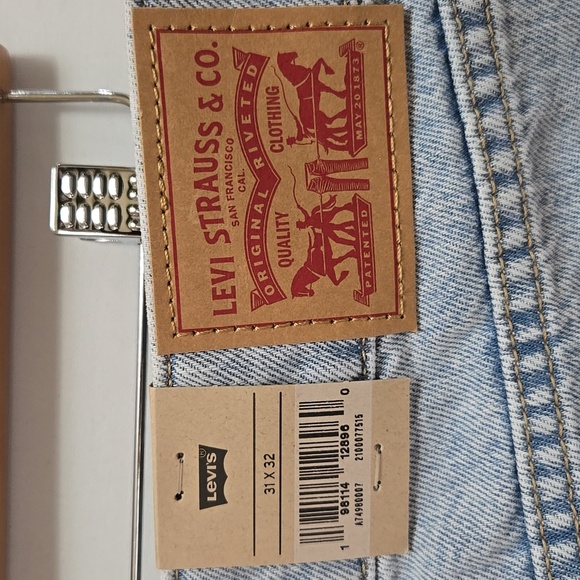 LEVI STRAUSS & CO.
SAN FRANCISCO
CAL.
ORIGINAL RIVETED
QUALITY CLOTHING
PATENTED
MAY 20 1873
®
Levi's
®
31 X 32
1 98114 12896 0
A74980007 2100077515